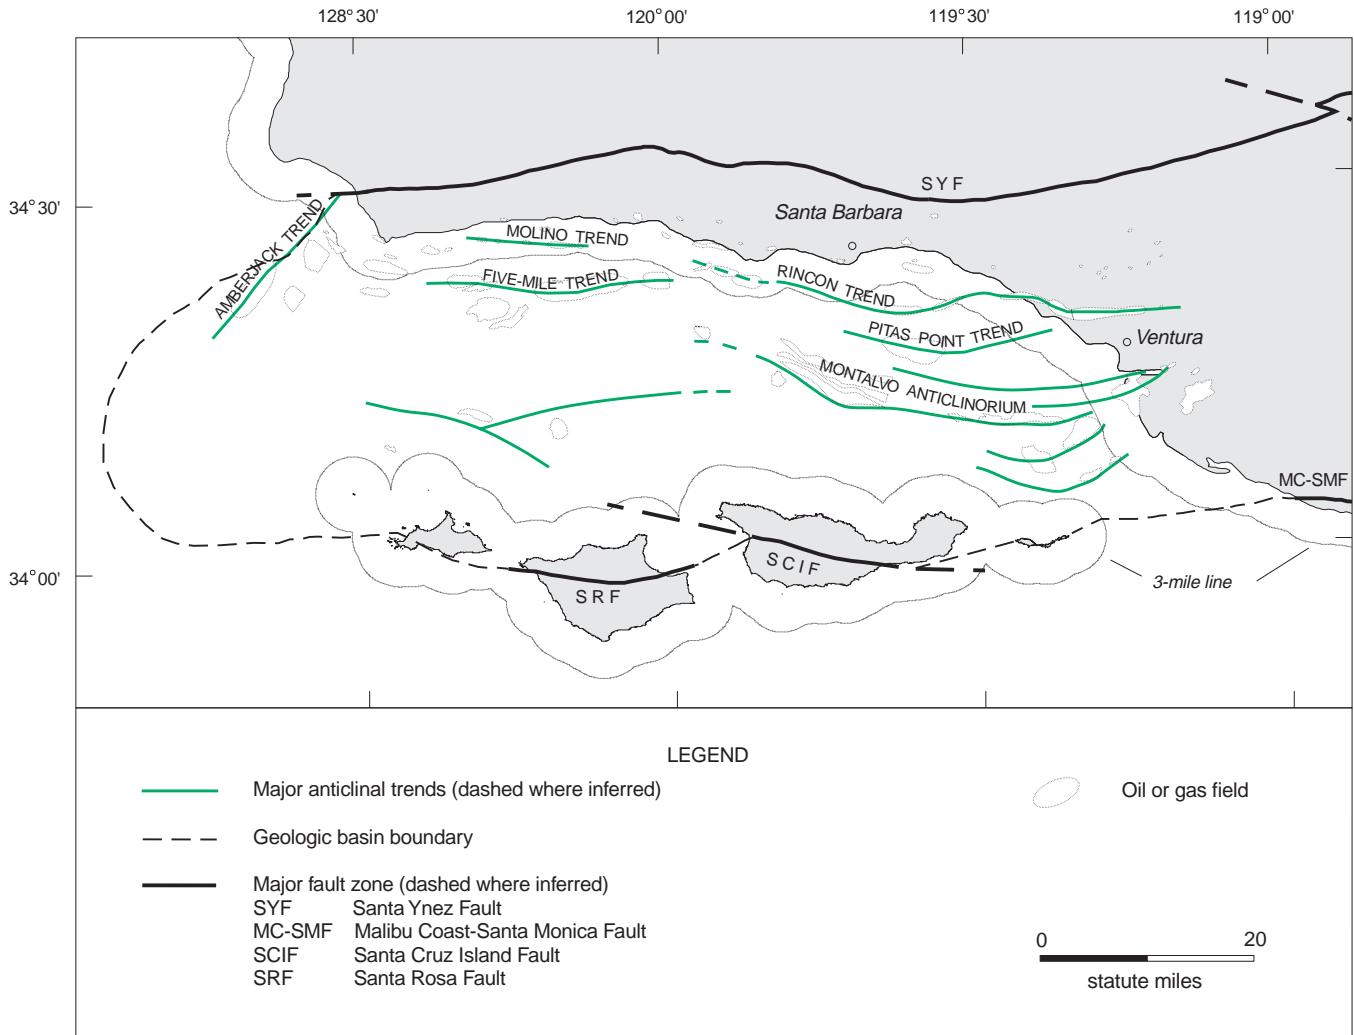 128° 30'
120° 00'
119° 30'
119° 00'
34° 30'
34° 00'
SYF
Santa Barbara
AMBERJACK TREND
MOLINO TREND
FIVE-MILE TREND
RINCON TREND
PITAS POINT TREND
Ventura
MONTALVO ANTICLINORIUM
MC-SMF
SCIF
SRF
3-mile line
LEGEND
Major anticlinal trends (dashed where inferred)
Oil or gas field
Geologic basin boundary
Major fault zone (dashed where inferred)
SYF Santa Ynez Fault
MC-SMF Malibu Coast-Santa Monica Fault
SCIF Santa Cruz Island Fault
SRF Santa Rosa Fault
0 20
statute miles